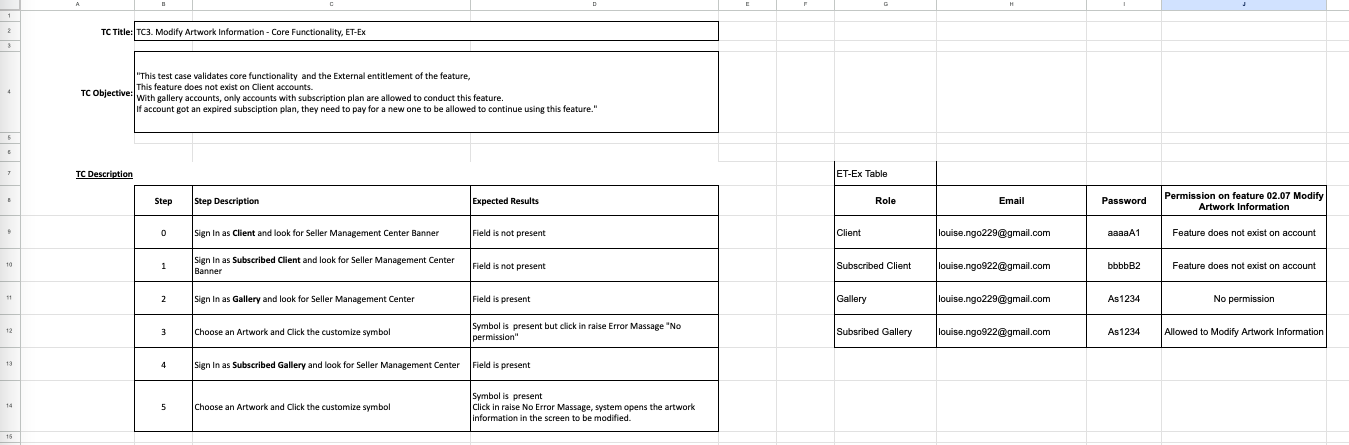 A B C D E F G H I J
1
2 TC Title: TC3. Modify Artwork Information - Core Functionality, ET-Ex
3
4 TC Objective: "This test case validates core functionality and the External entitlement of the feature,
This feature does not exist on Client accounts.
With gallery accounts, only accounts with subscription plan are allowed to conduct this feature.
If account got an expired subsciption plan, they need to pay for a new one to be allowed to continue using this feature."
5
6
7 TC Description ET-Ex Table
8 Step Step Description Expected Results Role Email Password Permission on feature 02.07 Modify
Artwork Information
9 0 Sign In as Client and look for Seller Management Center Banner Field is not present Client louise.ngo229@gmail.com aaaaA1 Feature does not exist on account
10 1 Sign In as Subscribed Client and look for Seller Management Center
Banner Field is not present Subscribed Client louise.ngo922@gmail.com bbbbB2 Feature does not exist on account
11 2 Sign In as Gallery and look for Seller Management Center Field is present Gallery louise.ngo229@gmail.com As1234 No permission
12 3 Choose an Artwork and Click the customize symbol Symbol is present but click in raise Error Massage "No
permission" Subsribed Gallery louise.ngo922@gmail.com As1234 Allowed to Modify Artwork Information
13 4 Sign In as Subscribed Gallery and look for Seller Management Center Field is present
14 5 Choose an Artwork and Click the customize symbol Symbol is present
Click in raise No Error Massage, system opens the artwork
information in the screen to be modified.
15